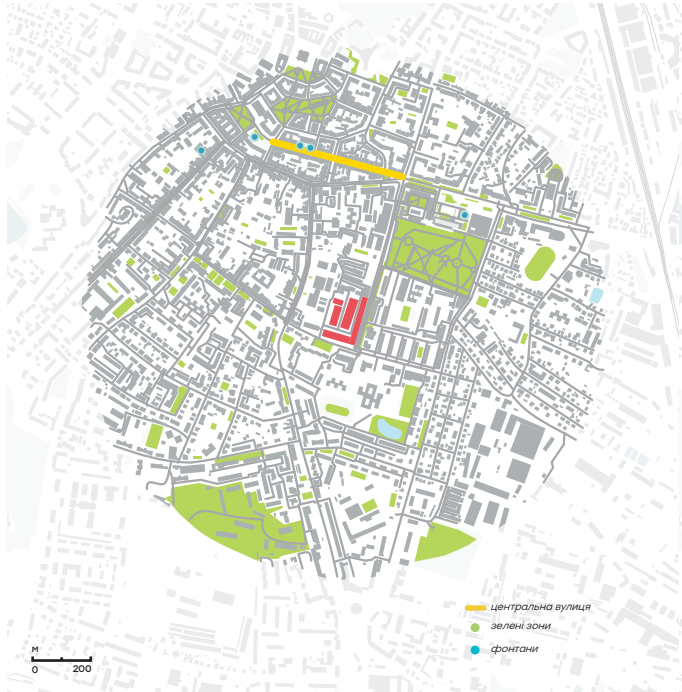 центральна вулиця
зелені зони
фонтани
м
0 200